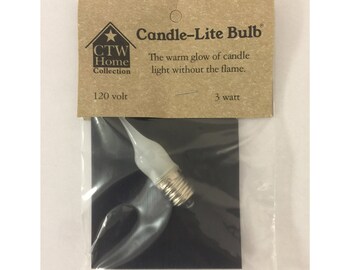 CTW
Home
Collection
Candle-Lite Bulb®
The warm glow of candle
light without the flame.
120 volt
3 watt